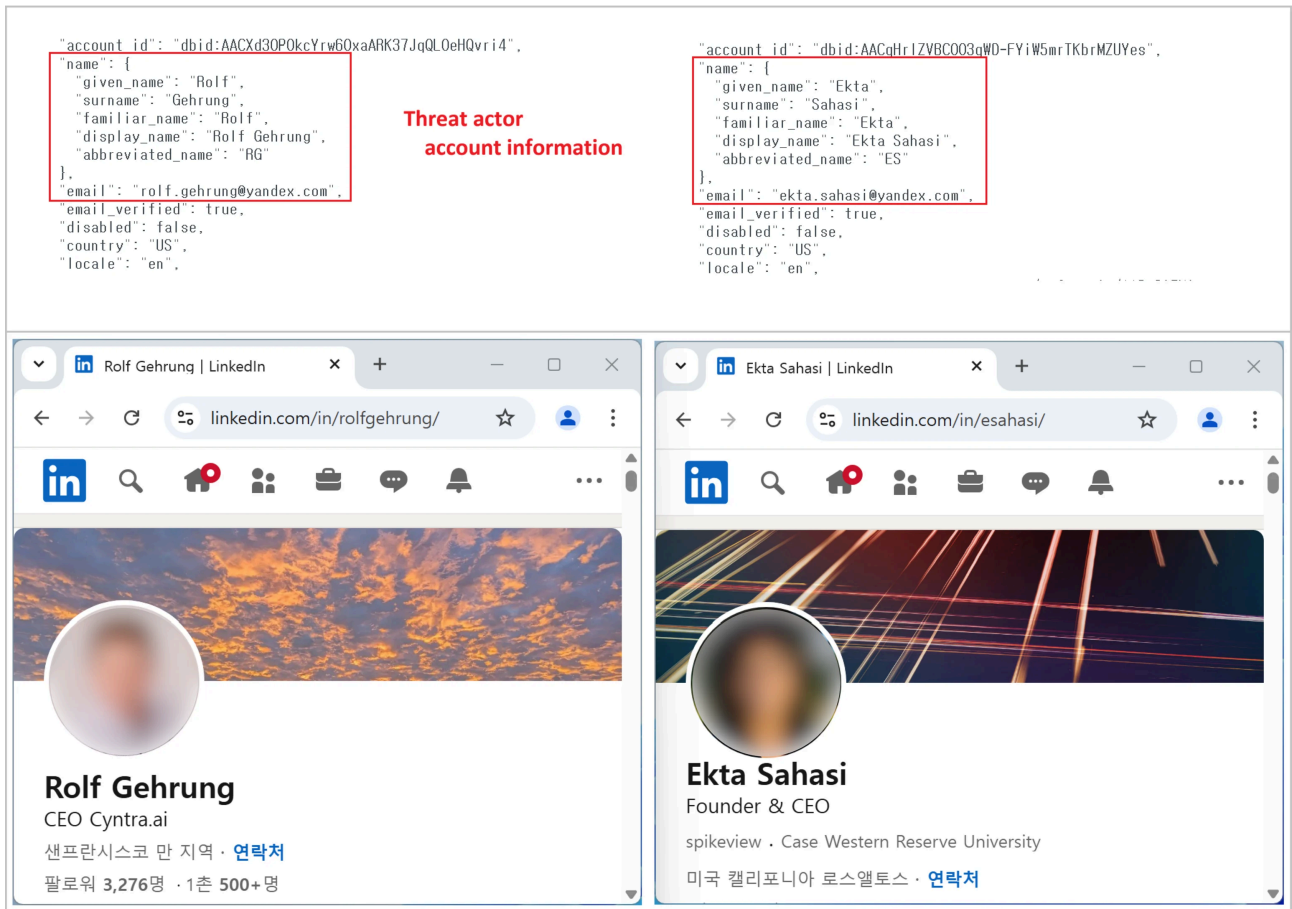 "account_id": "dbid:AACXd3OPOkcYrw6OxaARK37JqQLOeHQvri4",
"name": {
"given_name": "Rolf",
"surname": "Gehrung",
"familiar_name": "Rolf",
"display_name": "Rolf Gehrung",
"abbreviated_name": "RG"
},
"email": "rolf.gehrung@yandex.com",
"email_verified": true,
"disabled": false,
"country": "US",
"locale": "en",
Threat actor
account information
"account_id": "dbid:AACqHrIZVBCOO3qWD-FYiW5mrTKbrMZUYes",
"name": {
"given_name": "Ekta",
"surname": "Sahasi",
"familiar_name": "Ekta",
"display_name": "Ekta Sahasi",
"abbreviated_name": "ES"
},
"email": "ekta.sahasi@yandex.com",
"email_verified": true,
"disabled": false,
"country": "US",
"locale": "en",
in Rolf Gehrung | LinkedIn
linkedin.com/in/rolfgehrung/
in
Rolf Gehrung
CEO Cyntra.ai
샌프란시스코 만 지역 · 연락처
팔로워 3,276명 · 1촌 500+명
in Ekta Sahasi | LinkedIn
linkedin.com/in/esahasi/
in
Ekta Sahasi
Founder & CEO
spikeview . Case Western Reserve University
미국 캘리포니아 로스앨토스 · 연락처